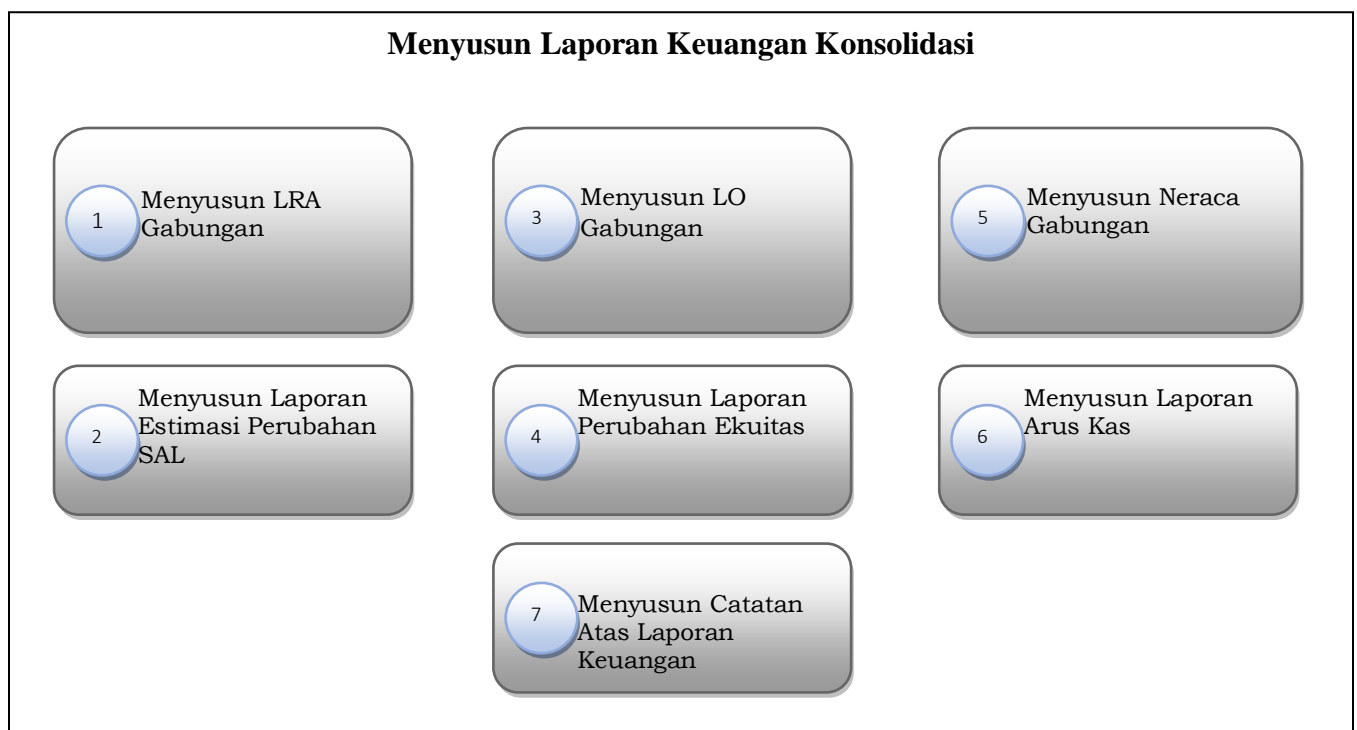 Menyusun Laporan Keuangan Konsolidasi
1
Menyusun LRA
Gabungan
2
Menyusun Laporan
Estimasi Perubahan
SAL
3
Menyusun LO
Gabungan
4
Menyusun Laporan
Perubahan Ekuitas
5
Menyusun Neraca
Gabungan
6
Menyusun Laporan
Arus Kas
7
Menyusun Catatan
Atas Laporan
Keuangan